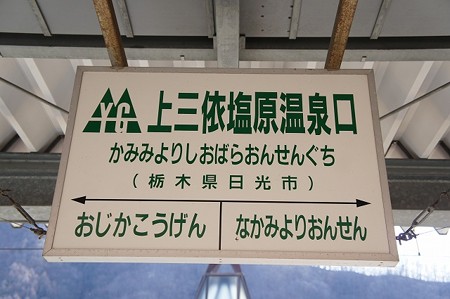 上三依塩原温泉口
かみみよりしおばらおんせんぐち
(栃木県日光市)
おじかこうげん なかみよりおんせん